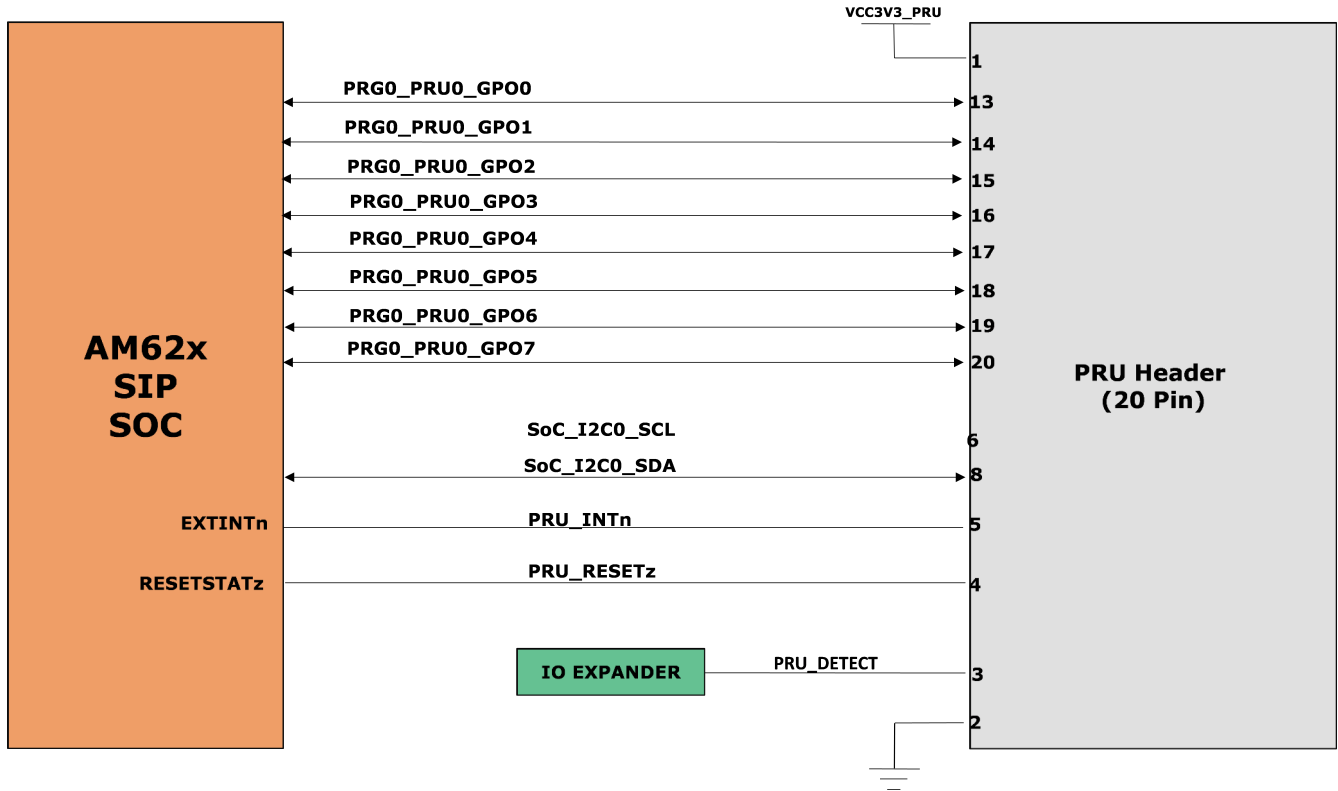 VCC3V3_PRU
1
PRG0_PRU0_GPO0
13
PRG0_PRU0_GPO1
14
PRG0_PRU0_GPO2
15
PRG0_PRU0_GPO3
16
PRG0_PRU0_GPO4
17
PRG0_PRU0_GPO5
18
PRG0_PRU0_GPO6
19
PRG0_PRU0_GPO7
20
AM62x
SIP
SOC
PRU Header
(20 Pin)
SoC_I2C0_SCL
6
SoC_I2C0_SDA
8
EXTINTn
PRU_INTn
5
RESETSTATz
PRU_RESETz
4
IO EXPANDER
PRU_DETECT
3
2